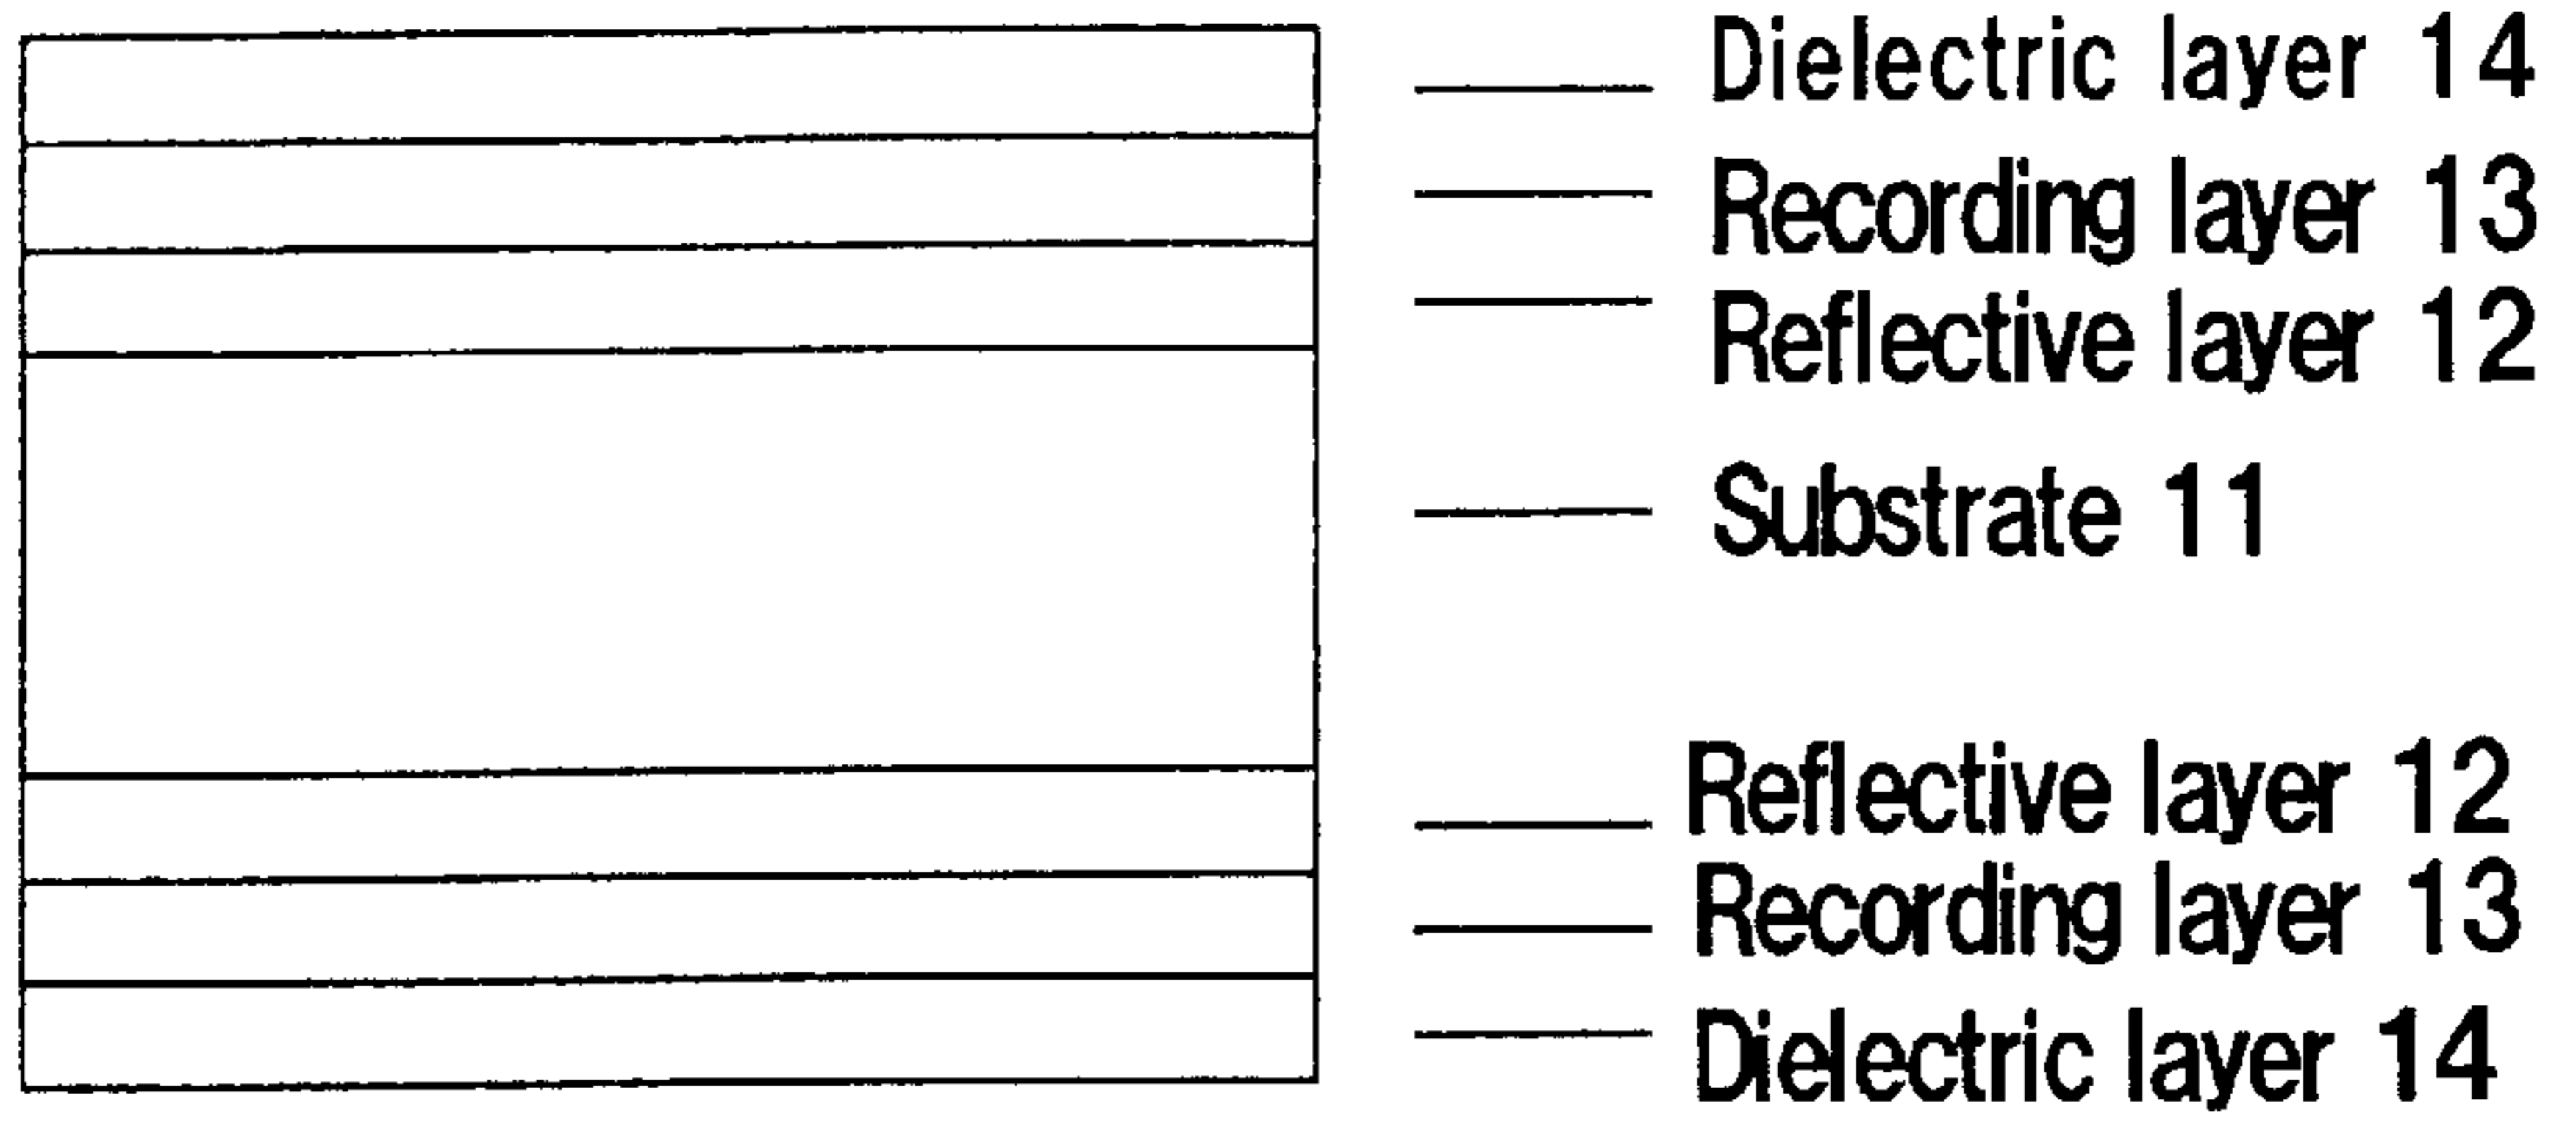 Dielectric layer 14
Recording layer 13
Reflective layer 12
Substrate 11
Reflective layer 12
Recording layer 13
Dielectric layer 14